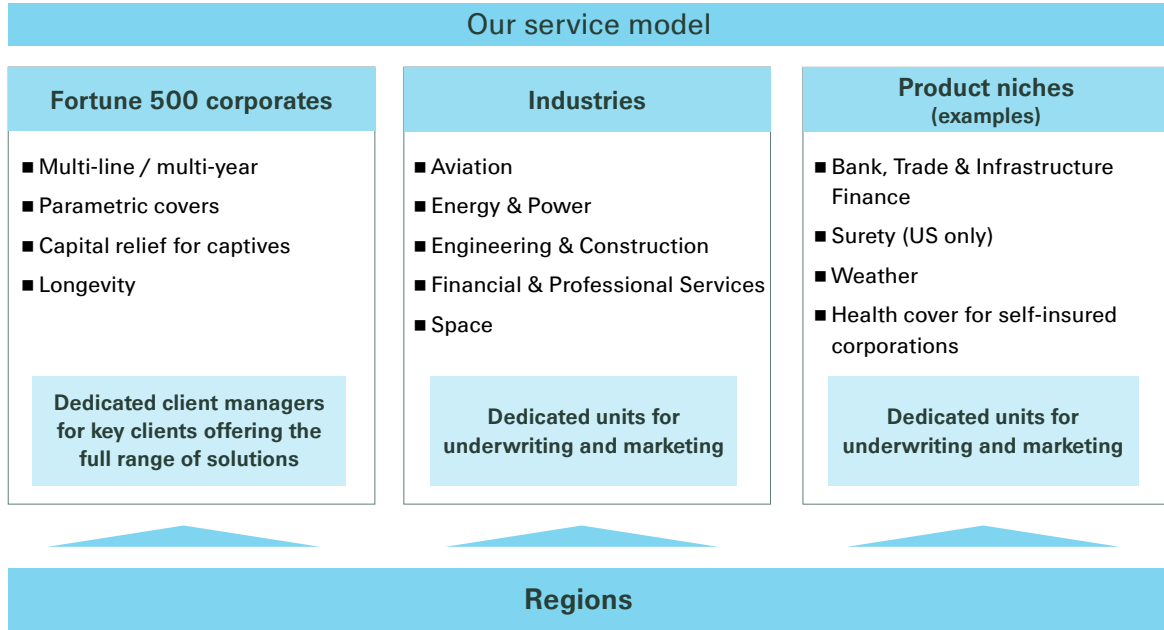 Our service model
Fortune 500 corporates
■ Multi-line / multi-year
■ Parametric covers
■ Capital relief for captives
■ Longevity
Dedicated client managers
for key clients offering the
full range of solutions
Industries
■ Aviation
■ Energy & Power
■ Engineering & Construction
■ Financial & Professional Services
■ Space
Dedicated units for
underwriting and marketing
Product niches
(examples)
■ Bank, Trade & Infrastructure
Finance
■ Surety (US only)
■ Weather
■ Health cover for self-insured
corporations
Dedicated units for
underwriting and marketing
Regions